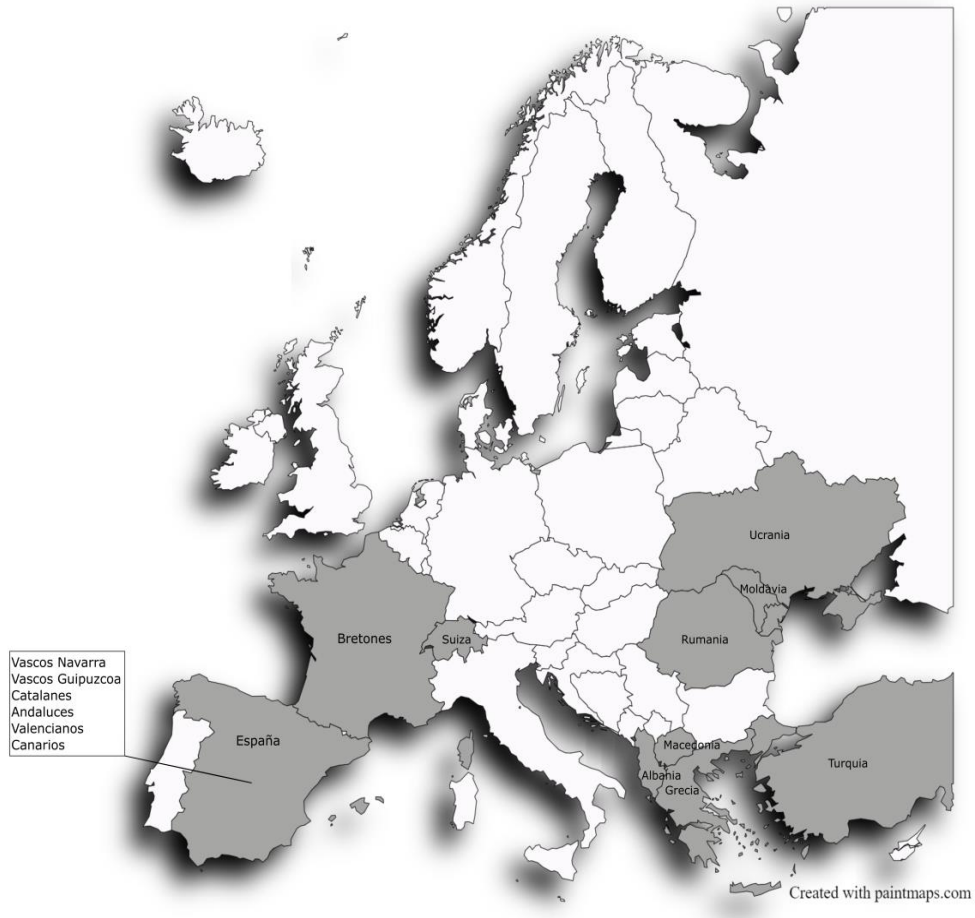 Ucrania
Moldavia
Bretones
Suiza
Rumania
Vascos Navarra
Vascos Guipuzcoa
Catalanes
Andaluces
Valencianos
Canarios
España
Macedonia
Turquia
Albania
Grecia
Created with paintmaps.com